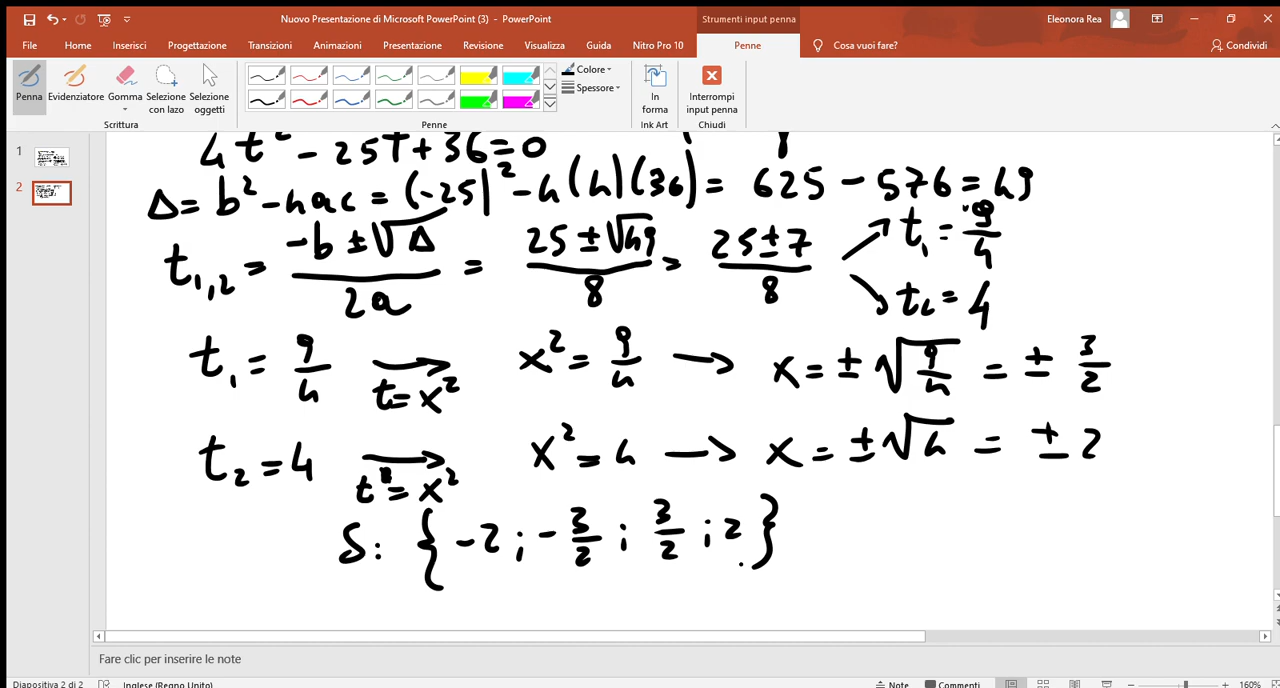 Nuovo Presentazione di Microsoft PowerPoint (3) - PowerPoint
Strumenti input penna
Eleonora Rea
File Home Inserisci Progettazione Transizioni Animazioni Presentazione Revisione Visualizza Guida Nitro Pro 10 Penne Cosa vuoi fare? Condividi
Penna Evidenziatore Gomma Selezione con lazo Selezione oggetti
Colore
Spessore
In forma
Interrompi input penna
Scrittura Penne Ink Art Chiudi
1
2
4t² - 25t + 36 = 0
Δ = b² - 4ac = (-25)² - 4(4)(36) = 625 - 576 = 49
t₁,₂ = (-b ± √Δ)/2a = (25 ± √49)/8 = (25 ± 7)/8
t₁ = 9/4
t₂ = 4
t₁ = 9/4 → t = x² x² = 9/4 → x = ± √(9/4) = ± 3/2
t₂ = 4 → t = x² x² = 4 → x = ± √4 = ± 2
S: {-2 ; -3/2 ; 3/2 ; 2}
Fare clic per inserire le note
Diapositiva 2 di 2 Inglese (Regno Unito) Note Commenti 160%